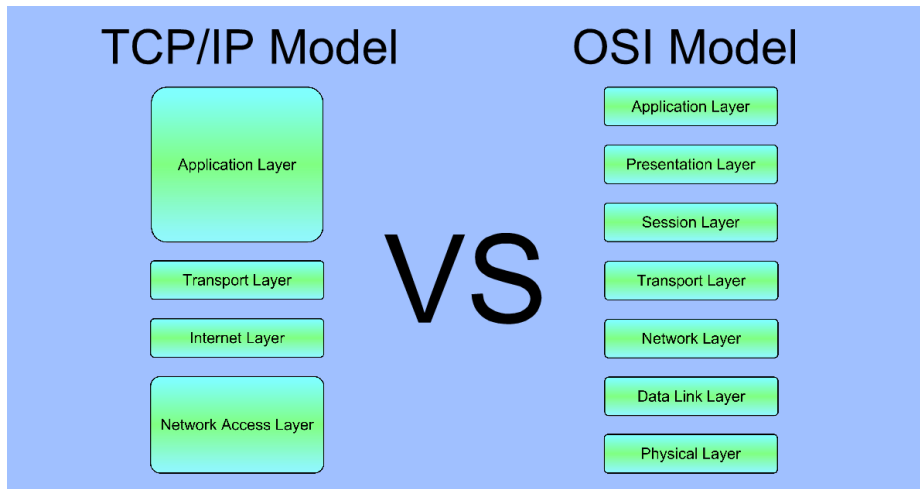 TCP/IP Model
OSI Model
VS
Application Layer
Transport Layer
Internet Layer
Network Access Layer
Application Layer
Presentation Layer
Session Layer
Transport Layer
Network Layer
Data Link Layer
Physical Layer